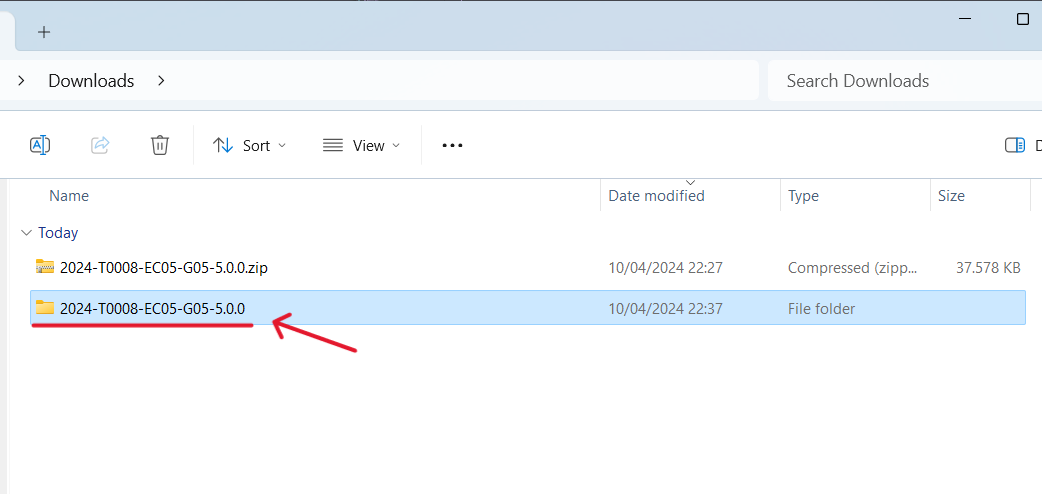 Downloads
Search Downloads
Sort
View
D
Name
Date modified
Type
Size
Today
2024-T0008-EC05-G05-5.0.0.zip
10/04/2024 22:27
Compressed (zipp...
37.578 KB
2024-T0008-EC05-G05-5.0.0
10/04/2024 22:37
File folder